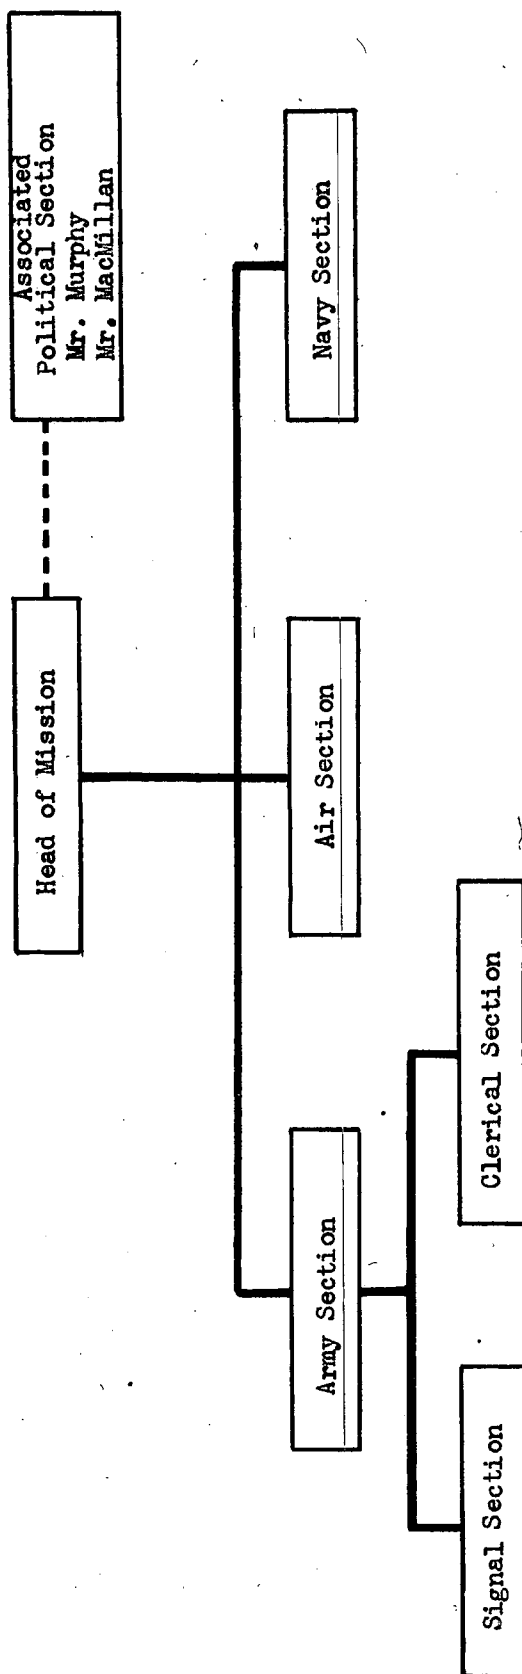 Head of Mission
Associated
Political Section
Mr. Murphy
Mr. MacMillan
Army Section
Air Section
Navy Section
Signal Section
Clerical Section